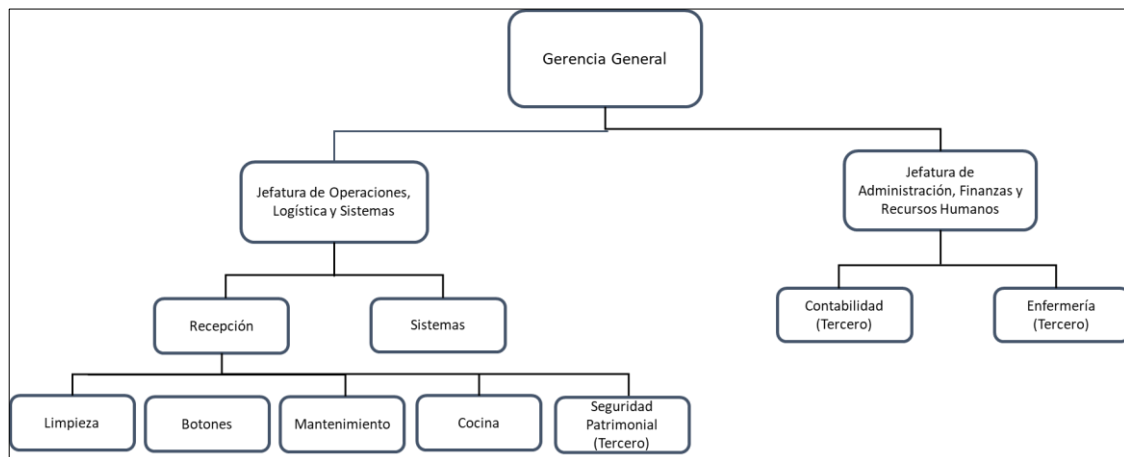 Gerencia General
Jefatura de Operaciones,
Logística y Sistemas
Jefatura de
Administración, Finanzas y
Recursos Humanos
Recepción
Sistemas
Contabilidad
(Tercero)
Enfermería
(Tercero)
Limpieza
Botones
Mantenimiento
Cocina
Seguridad
Patrimonial
(Tercero)